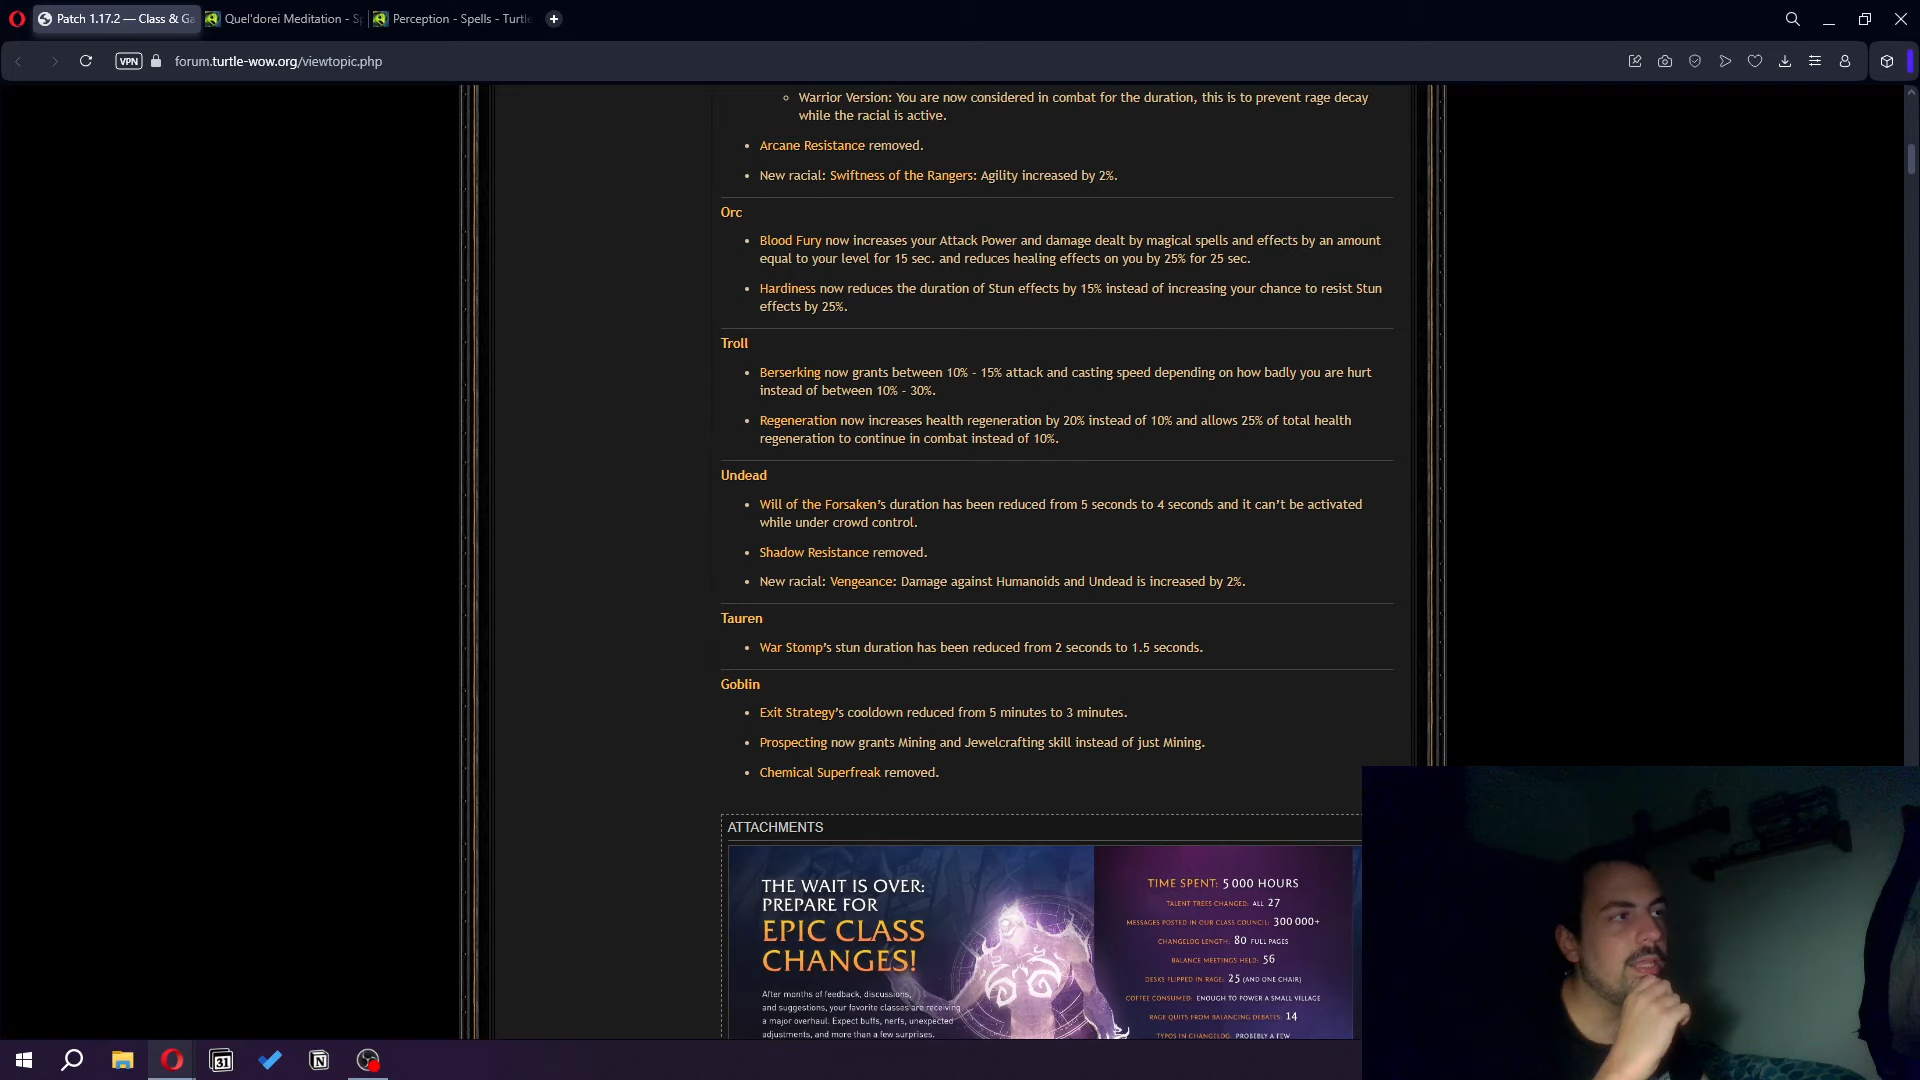 Patch 1.17.2 — Class & Ga
Quel'dorei Meditation - Sp
Perception - Spells - Turtle
VPN
forum.turtle-wow.org/viewtopic.php
◦ Warrior Version: You are now considered in combat for the duration, this is to prevent rage decay
while the racial is active.
• Arcane Resistance removed.
• New racial: Swiftness of the Rangers: Agility increased by 2%.
Orc
• Blood Fury now increases your Attack Power and damage dealt by magical spells and effects by an amount
equal to your level for 15 sec. and reduces healing effects on you by 25% for 25 sec.
• Hardiness now reduces the duration of Stun effects by 15% instead of increasing your chance to resist Stun
effects by 25%.
Troll
• Berserking now grants between 10% - 15% attack and casting speed depending on how badly you are hurt
instead of between 10% - 30%.
• Regeneration now increases health regeneration by 20% instead of 10% and allows 25% of total health
regeneration to continue in combat instead of 10%.
Undead
• Will of the Forsaken’s duration has been reduced from 5 seconds to 4 seconds and it can’t be activated
while under crowd control.
• Shadow Resistance removed.
• New racial: Vengeance: Damage against Humanoids and Undead is increased by 2%.
Tauren
• War Stomp’s stun duration has been reduced from 2 seconds to 1.5 seconds.
Goblin
• Exit Strategy’s cooldown reduced from 5 minutes to 3 minutes.
• Prospecting now grants Mining and Jewelcrafting skill instead of just Mining.
• Chemical Superfreak removed.
ATTACHMENTS
THE WAIT IS OVER:
PREPARE FOR
EPIC CLASS
CHANGES!
After months of feedback, discussions,
and suggestions, your favorite classes are receiving
a major overhaul. Expect buffs, nerfs, unexpected
adjustments, and more than a few surprises.
TIME SPENT: 5 000 HOURS
TALENT TREES CHANGED: ALL 27
MESSAGES POSTED IN OUR CLASS COUNCIL: 300 000+
CHANGELOG LENGTH: 80 FULL PAGES
BALANCE MEETINGS HELD: 56
DESKS FLIPPED IN RAGE: 25 (AND ONE CHAIR)
COFFEE CONSUMED: ENOUGH TO POWER A SMALL VILLAGE
RAGE QUITS FROM BALANCING DEBATES: 14
TYPOS IN CHANGELOG: PROBABLY A FEW
31